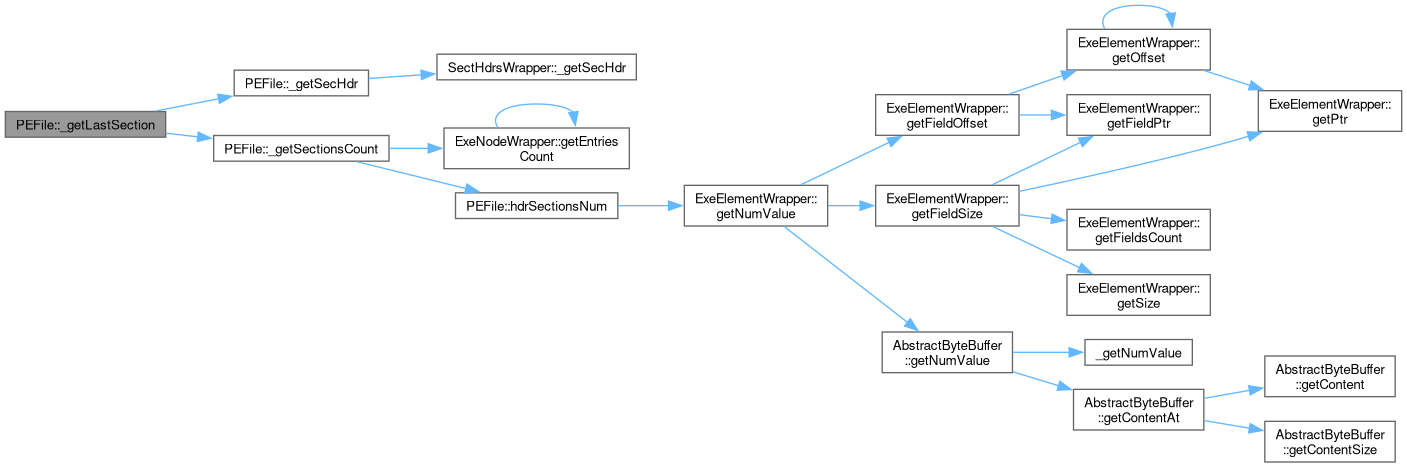 PEFile::_getLastSection
PEFile::_getSecHdr
SectHdrsWrapper::_getSecHdr
PEFile::_getSectionsCount
ExeNodeWrapper::getEntries
Count
PEFile::hdrSectionsNum
ExeElementWrapper::
getNumValue
ExeElementWrapper::
getFieldOffset
ExeElementWrapper::
getOffset
ExeElementWrapper::
getPtr
ExeElementWrapper::
getFieldPtr
ExeElementWrapper::
getFieldSize
ExeElementWrapper::
getFieldsCount
ExeElementWrapper::
getSize
AbstractByteBuffer
::getNumValue
_getNumValue
AbstractByteBuffer
::getContentAt
AbstractByteBuffer
::getContent
AbstractByteBuffer
::getContentSize